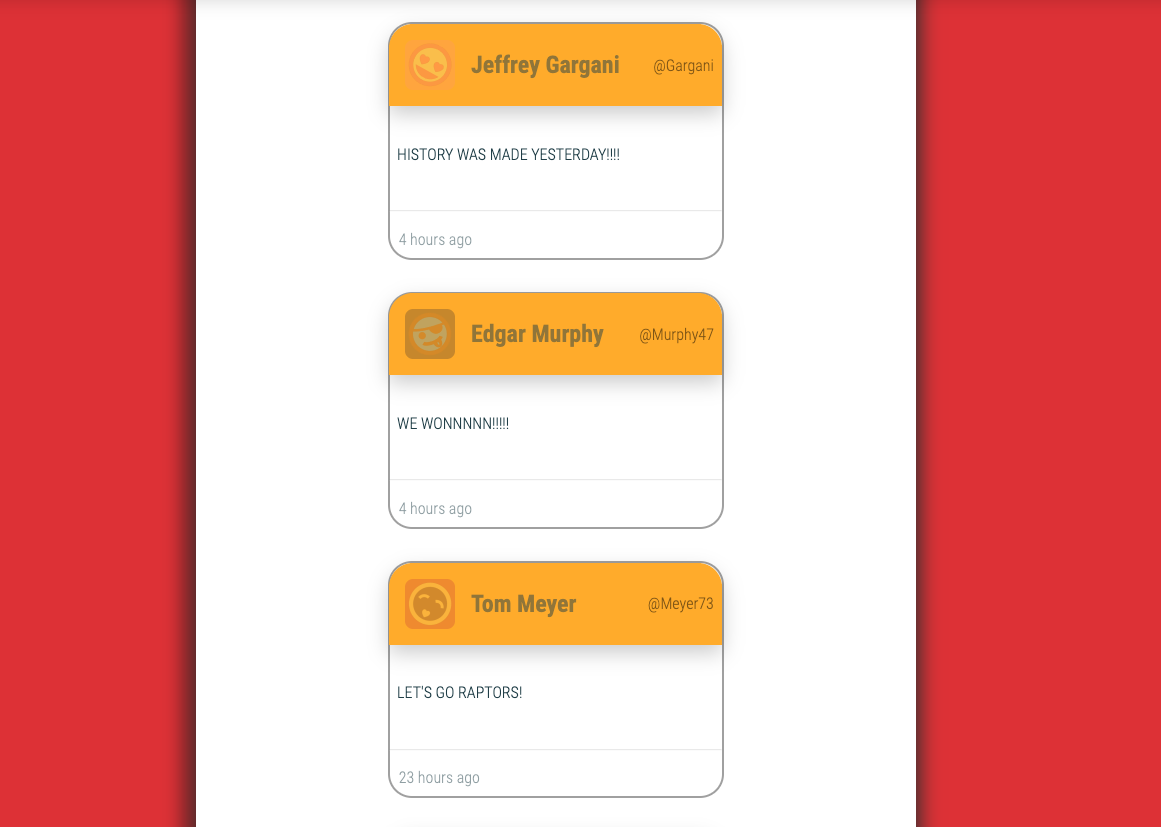 Jeffrey Gargani @Gargani
HISTORY WAS MADE YESTERDAY!!!!
4 hours ago
Edgar Murphy @Murphy47
WE WONNNNN!!!!!
4 hours ago
Tom Meyer @Meyer73
LET'S GO RAPTORS!
23 hours ago